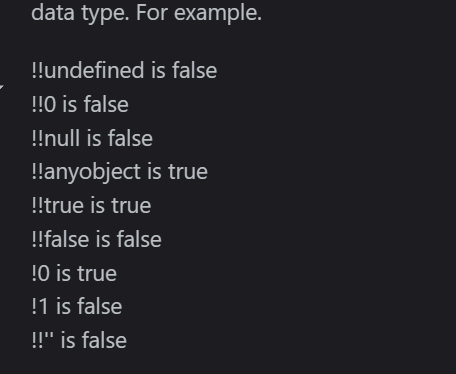 data type. For example.
!!undefined is false
!!0 is false
!!null is false
!!anyobject is true
!!true is true
!!false is false
!0 is true
!1 is false
!!'' is false